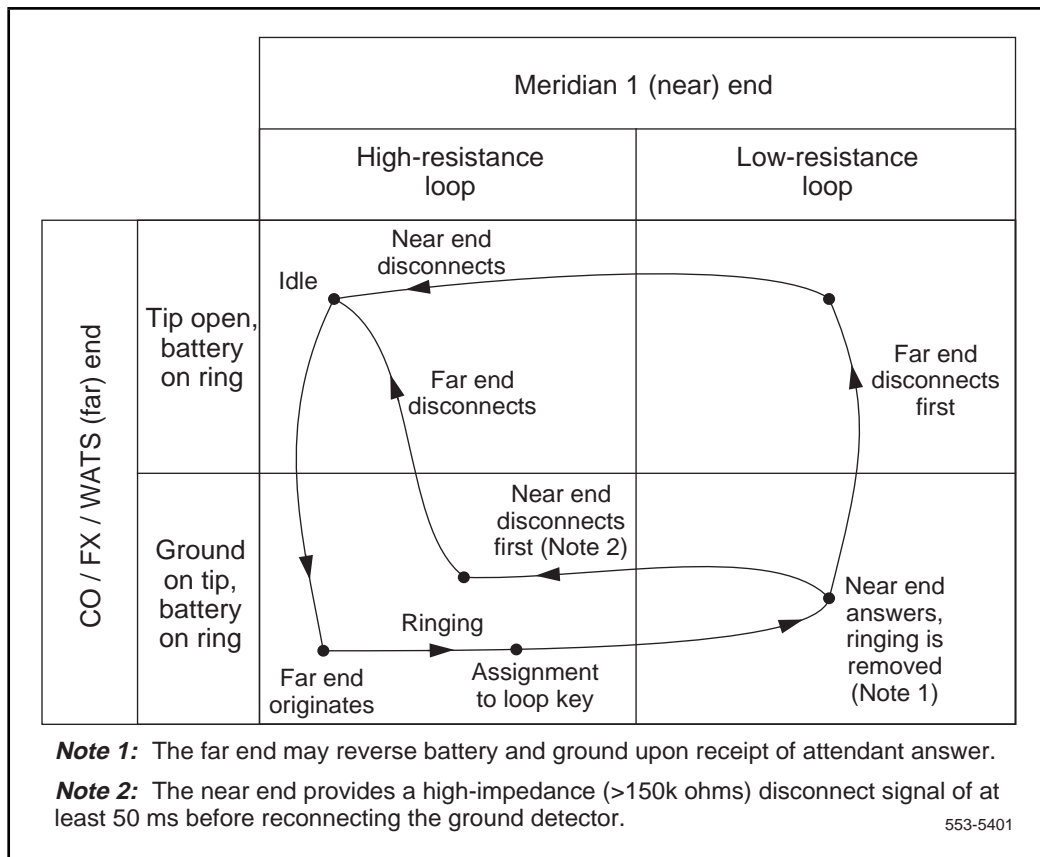 Meridian 1 (near) end
High-resistance
loop
Low-resistance
loop
CO / FX / WATS (far) end
Tip open,
battery
on ring
Idle
Near end
disconnects
Far end
disconnects
Far end
disconnects
first
Ground
on tip,
battery
on ring
Near end
disconnects
first (Note 2)
Ringing
Far end
originates
Assignment
to loop key
Near end
answers,
ringing is
removed
(Note 1)
Note 1: The far end may reverse battery and ground upon receipt of attendant answer.
Note 2: The near end provides a high-impedance (>150k ohms) disconnect signal of at
least 50 ms before reconnecting the ground detector.
553-5401